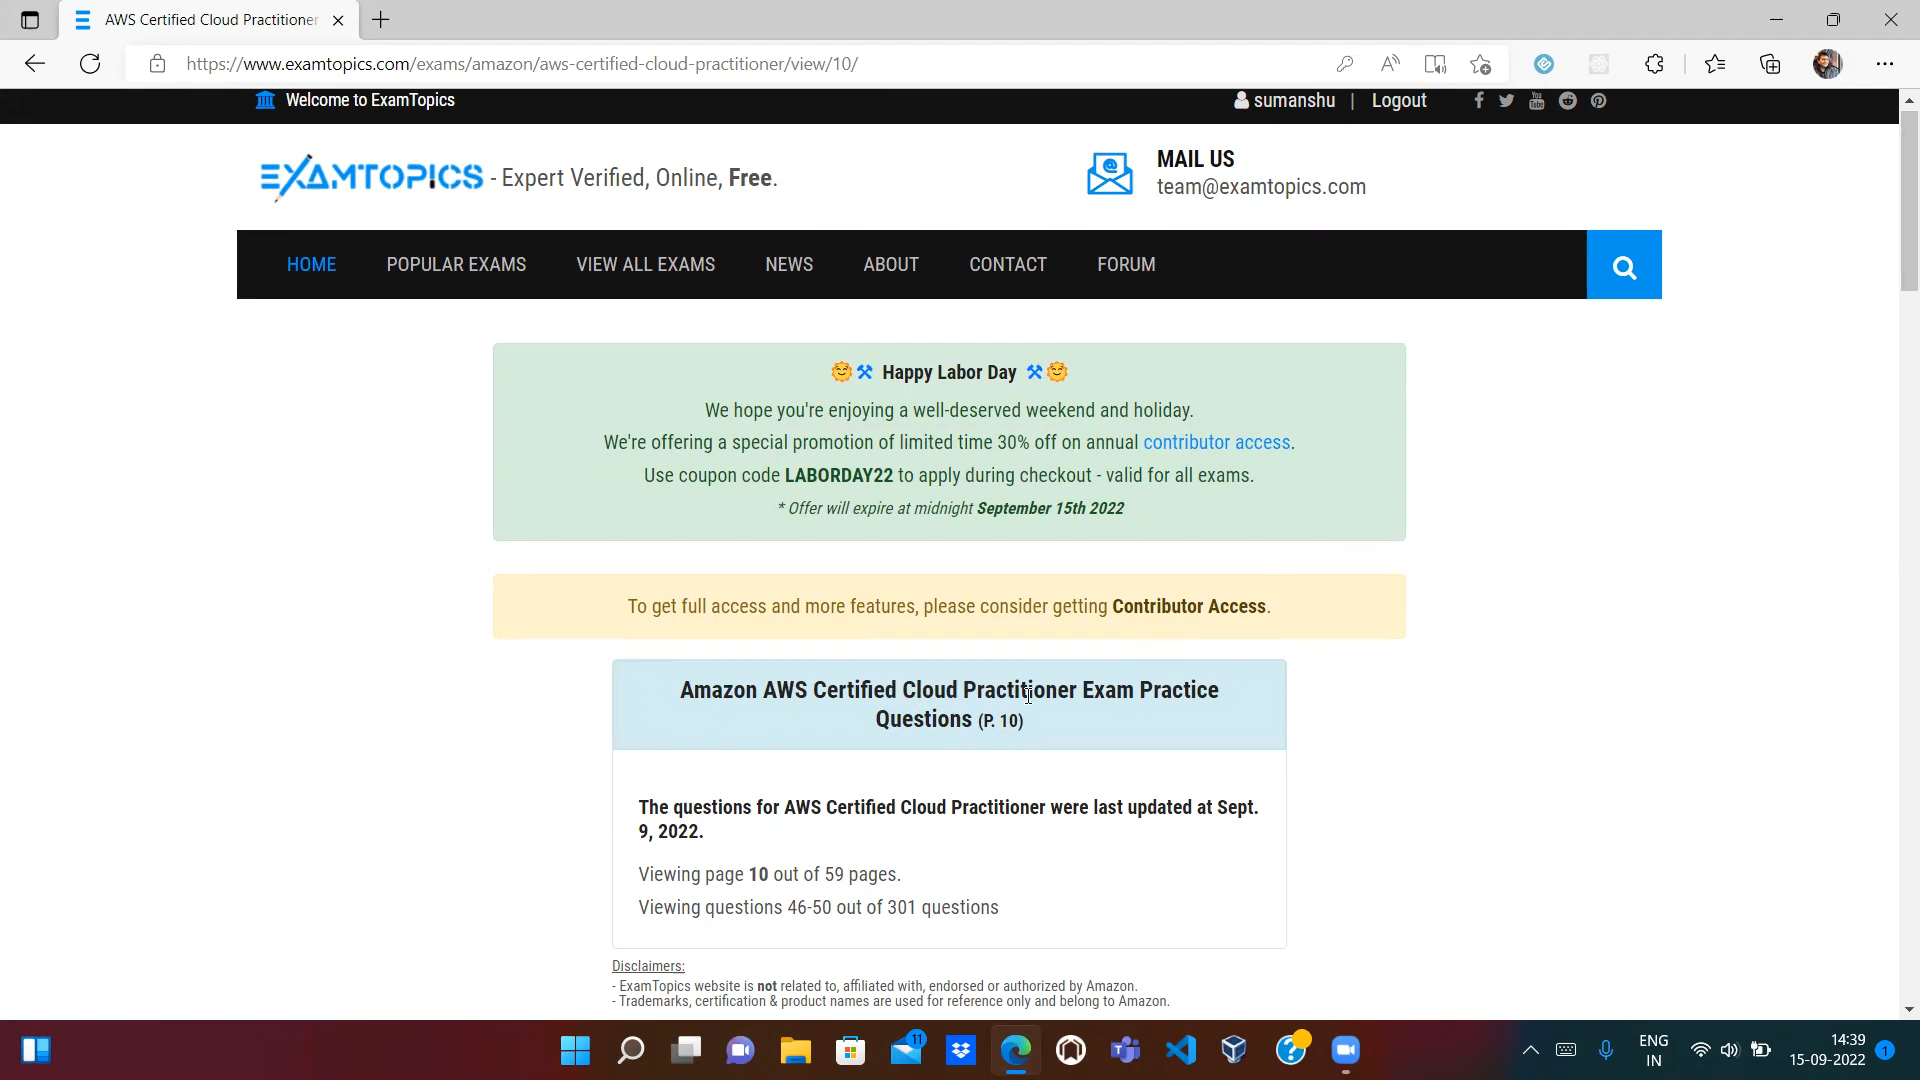 AWS Certified Cloud Practitioner
https://www.examtopics.com/exams/amazon/aws-certified-cloud-practitioner/view/10/
Welcome to ExamTopics
sumanshu | Logout
EXAMTOPICS - Expert Verified, Online, Free.
MAIL US
team@examtopics.com
HOME POPULAR EXAMS VIEW ALL EXAMS NEWS ABOUT CONTACT FORUM
Happy Labor Day
We hope you're enjoying a well-deserved weekend and holiday.
We're offering a special promotion of limited time 30% off on annual contributor access.
Use coupon code LABORDAY22 to apply during checkout - valid for all exams.
* Offer will expire at midnight September 15th 2022
To get full access and more features, please consider getting Contributor Access.
Amazon AWS Certified Cloud Practitioner Exam Practice
Questions (P. 10)
The questions for AWS Certified Cloud Practitioner were last updated at Sept.
9, 2022.
Viewing page 10 out of 59 pages.
Viewing questions 46-50 out of 301 questions
Disclaimers:
- ExamTopics website is not related to, affiliated with, endorsed or authorized by Amazon.
- Trademarks, certification & product names are used for reference only and belong to Amazon.
11
ENG
IN
14:39
15-09-2022
1